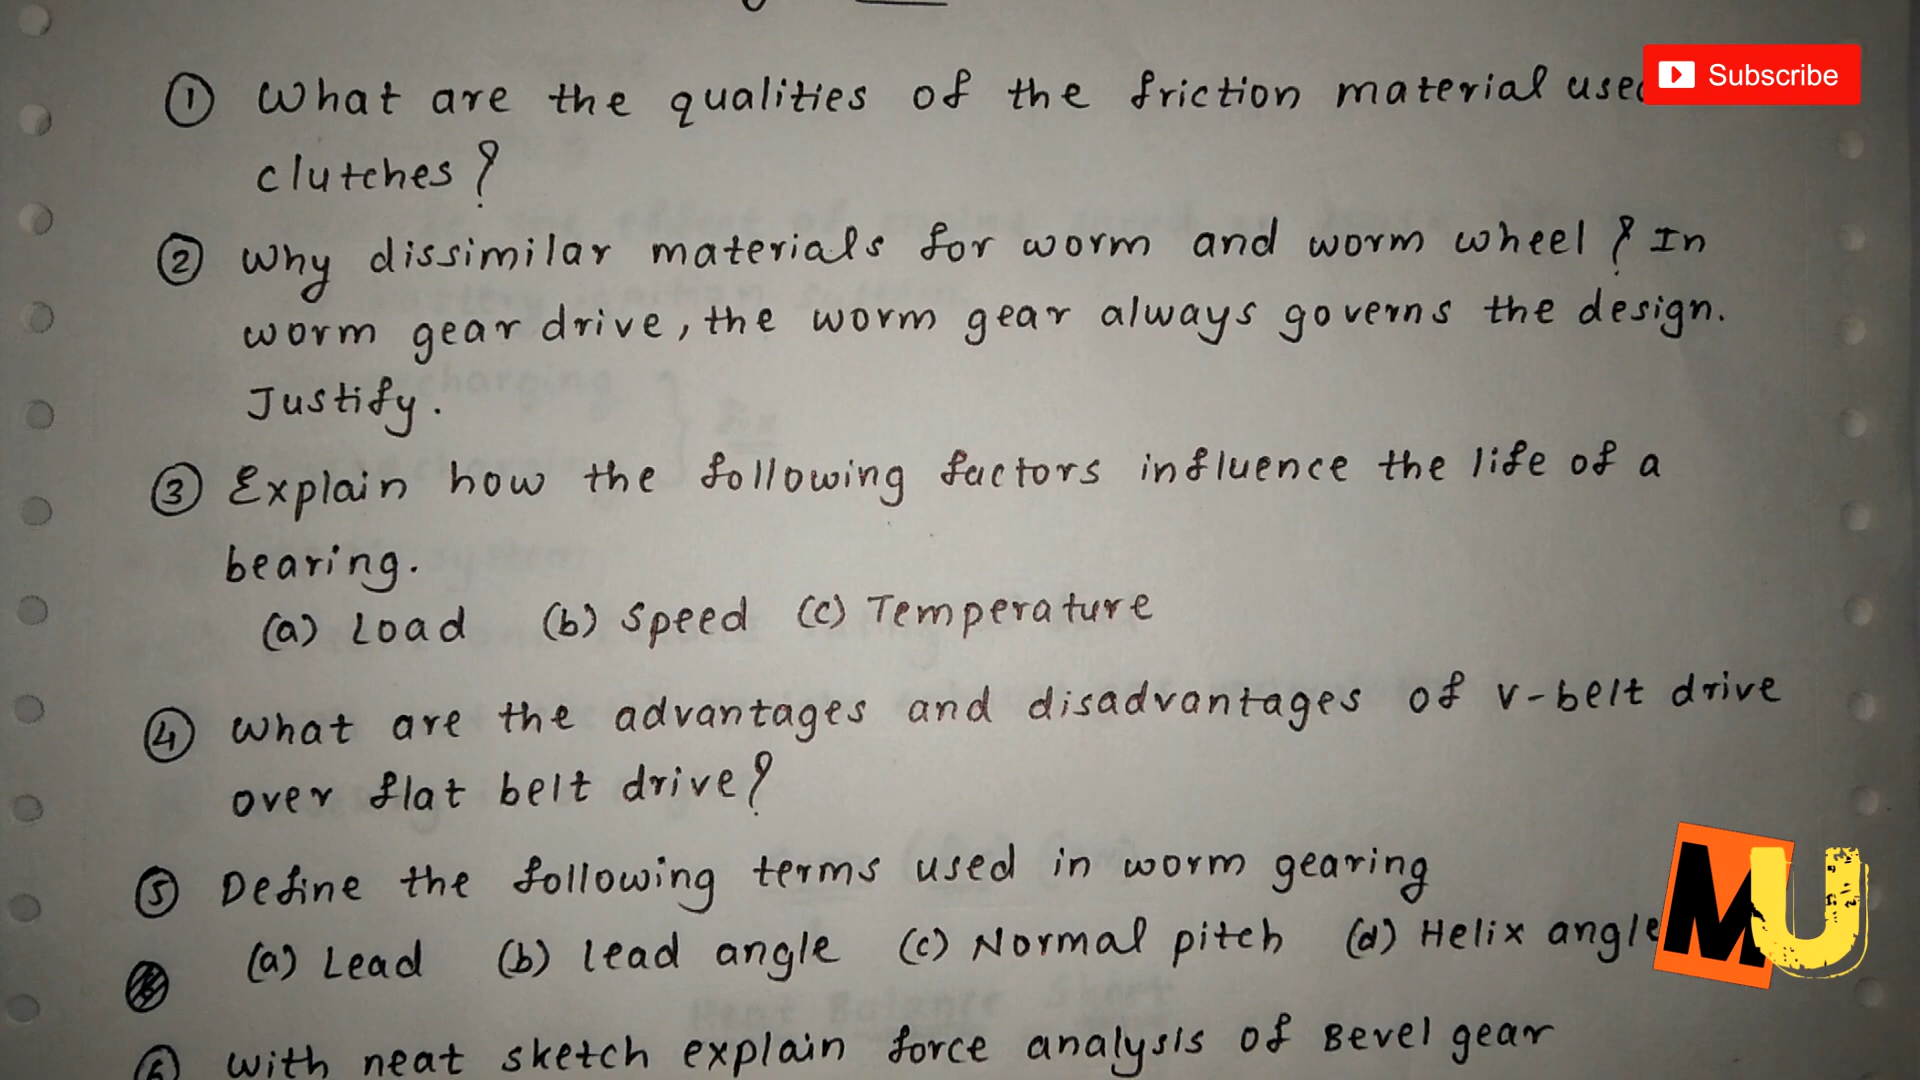 ① What are the qualities of the friction material used
Subscribe
clutches ?
② Why dissimilar materials for worm and worm wheel ? In
worm gear drive, the worm gear always governs the design.
Justify.
③ Explain how the following factors influence the life of a
bearing.
(a) Load (b) Speed (c) Temperature
④ What are the advantages and disadvantages of V-belt drive
over flat belt drive?
⑤ Define the following terms used in worm gearing
(a) Lead (b) lead angle (c) Normal pitch (d) Helix angle
MU
⑥ With neat sketch explain force analysis of Bevel gear